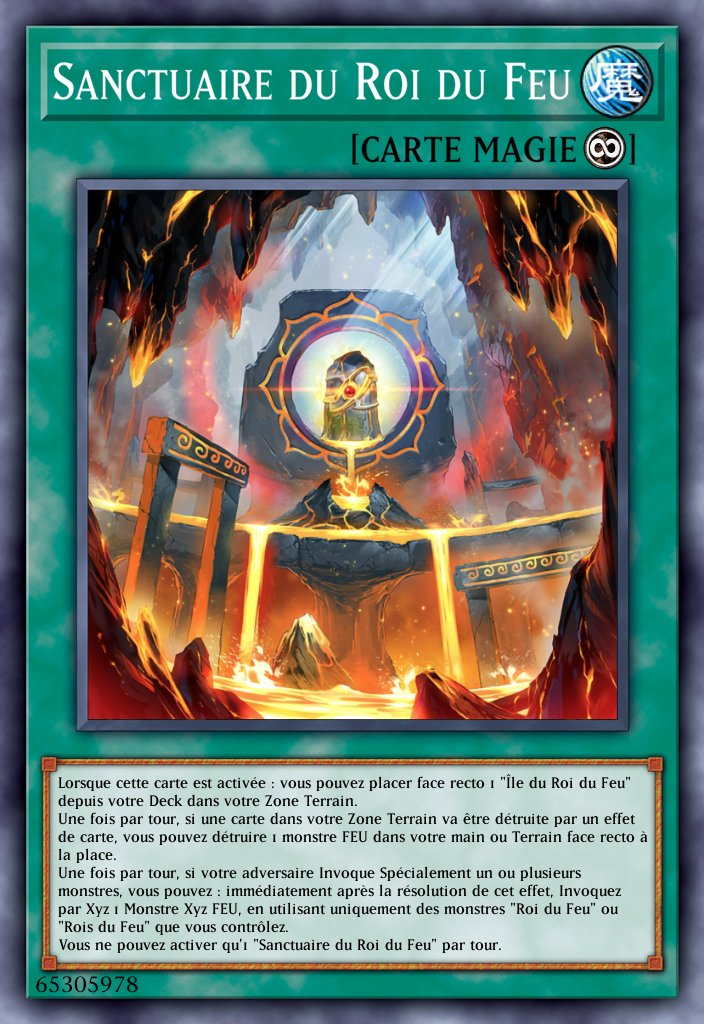 Sanctuaire du Roi du Feu 魔
[CARTE MAGIE ∞]
Lorsque cette carte est activée : vous pouvez placer face recto 1 "Île du Roi du Feu"
depuis votre Deck dans votre Zone Terrain.
Une fois par tour, si une carte dans votre Zone Terrain va être détruite par un effet
de carte, vous pouvez détruire 1 monstre FEU dans votre main ou Terrain face recto à
la place.
Une fois par tour, si votre adversaire Invoque Spécialement un ou plusieurs
monstres, vous pouvez : immédiatement après la résolution de cet effet, Invoquez
par Xyz 1 Monstre Xyz FEU, en utilisant uniquement des monstres "Roi du Feu" ou
"Rois du Feu" que vous contrôlez.
Vous ne pouvez activer qu'1 "Sanctuaire du Roi du Feu" par tour.
65305978